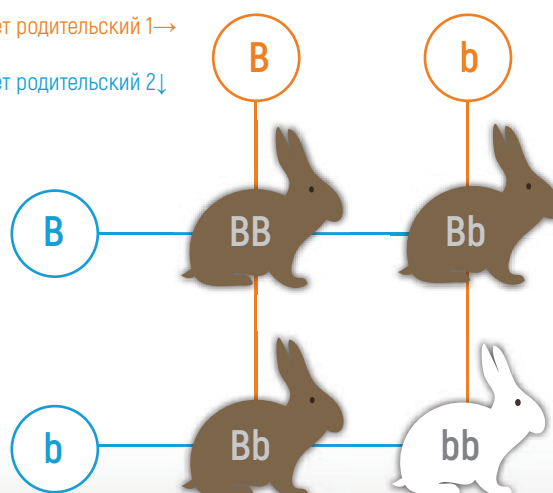 ет родительский 1→
ет родительский 2↓
B b
B BB Bb
b Bb bb